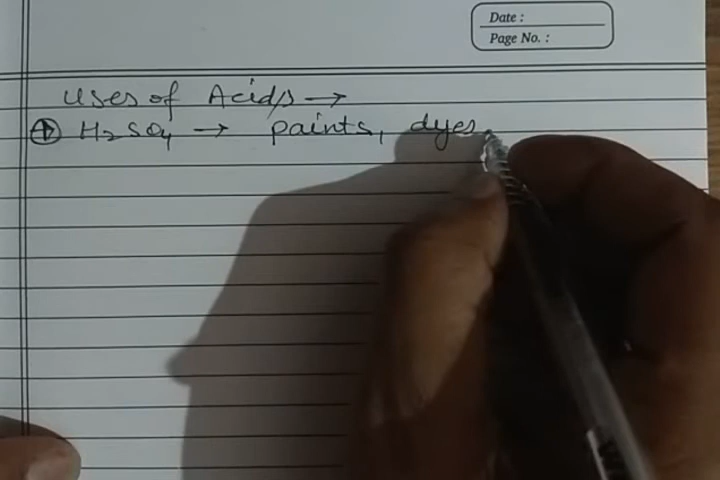 Date :
Page No. :
Uses of Acids →
① H₂SO₄ → paints, dyes,